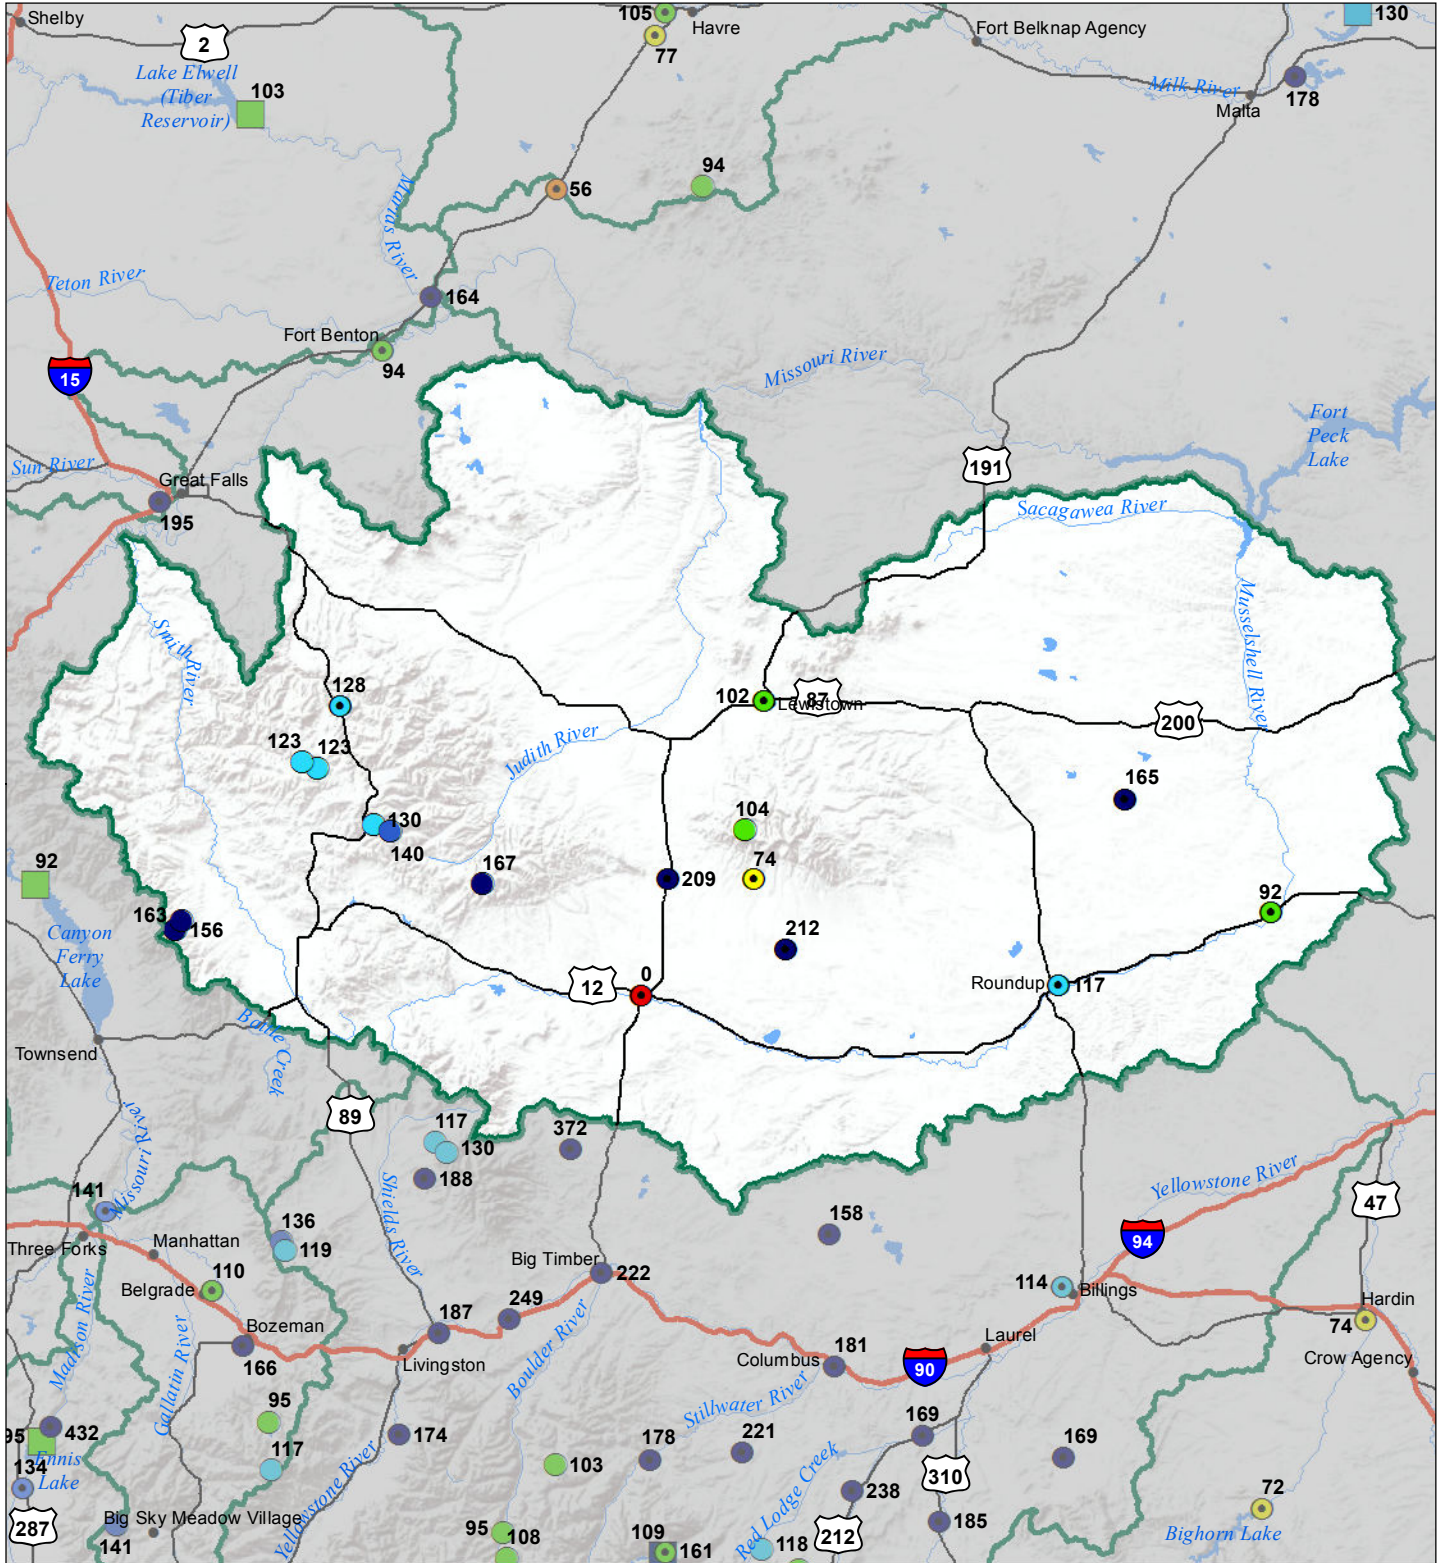 Shelby
2
105
Havre
77
Fort Belknap Agency
130
Lake Elwell
(Tiber
Reservoir)
103
Milk River
178
Malta
94
56
Marias River
Teton River
164
Fort Benton
94
15
Missouri River
Fort
Peck
Lake
Sun River
Great Falls
195
191
Sacagawea River
Musselshell River
Smith River
128
102
87
Lewistown
200
123
123
Judith River
165
130
140
104
92
167
209
74
92
163
156
Canyon
Ferry
Lake
212
0
12
Roundup
117
Battle Creek
Townsend
89
117
130
372
188
Missouri River
141
Shields River
Yellowstone River
47
158
94
136
119
Three Forks
Manhattan
Belgrade
110
Big Timber
222
114
Billings
Hardin
74
Madison River
Gallatin River
Bozeman
166
187
249
Livingston
Boulder River
Columbus
181
90
Laurel
Crow Agency
95
432
95
Ennis
Lake
134
117
174
Yellowstone River
103
178
Stillwater River
221
169
169
310
Red Lodge Creek
238
72
Bighorn Lake
287
Big Sky Meadow Village
141
95
108
109
161
118
212
185